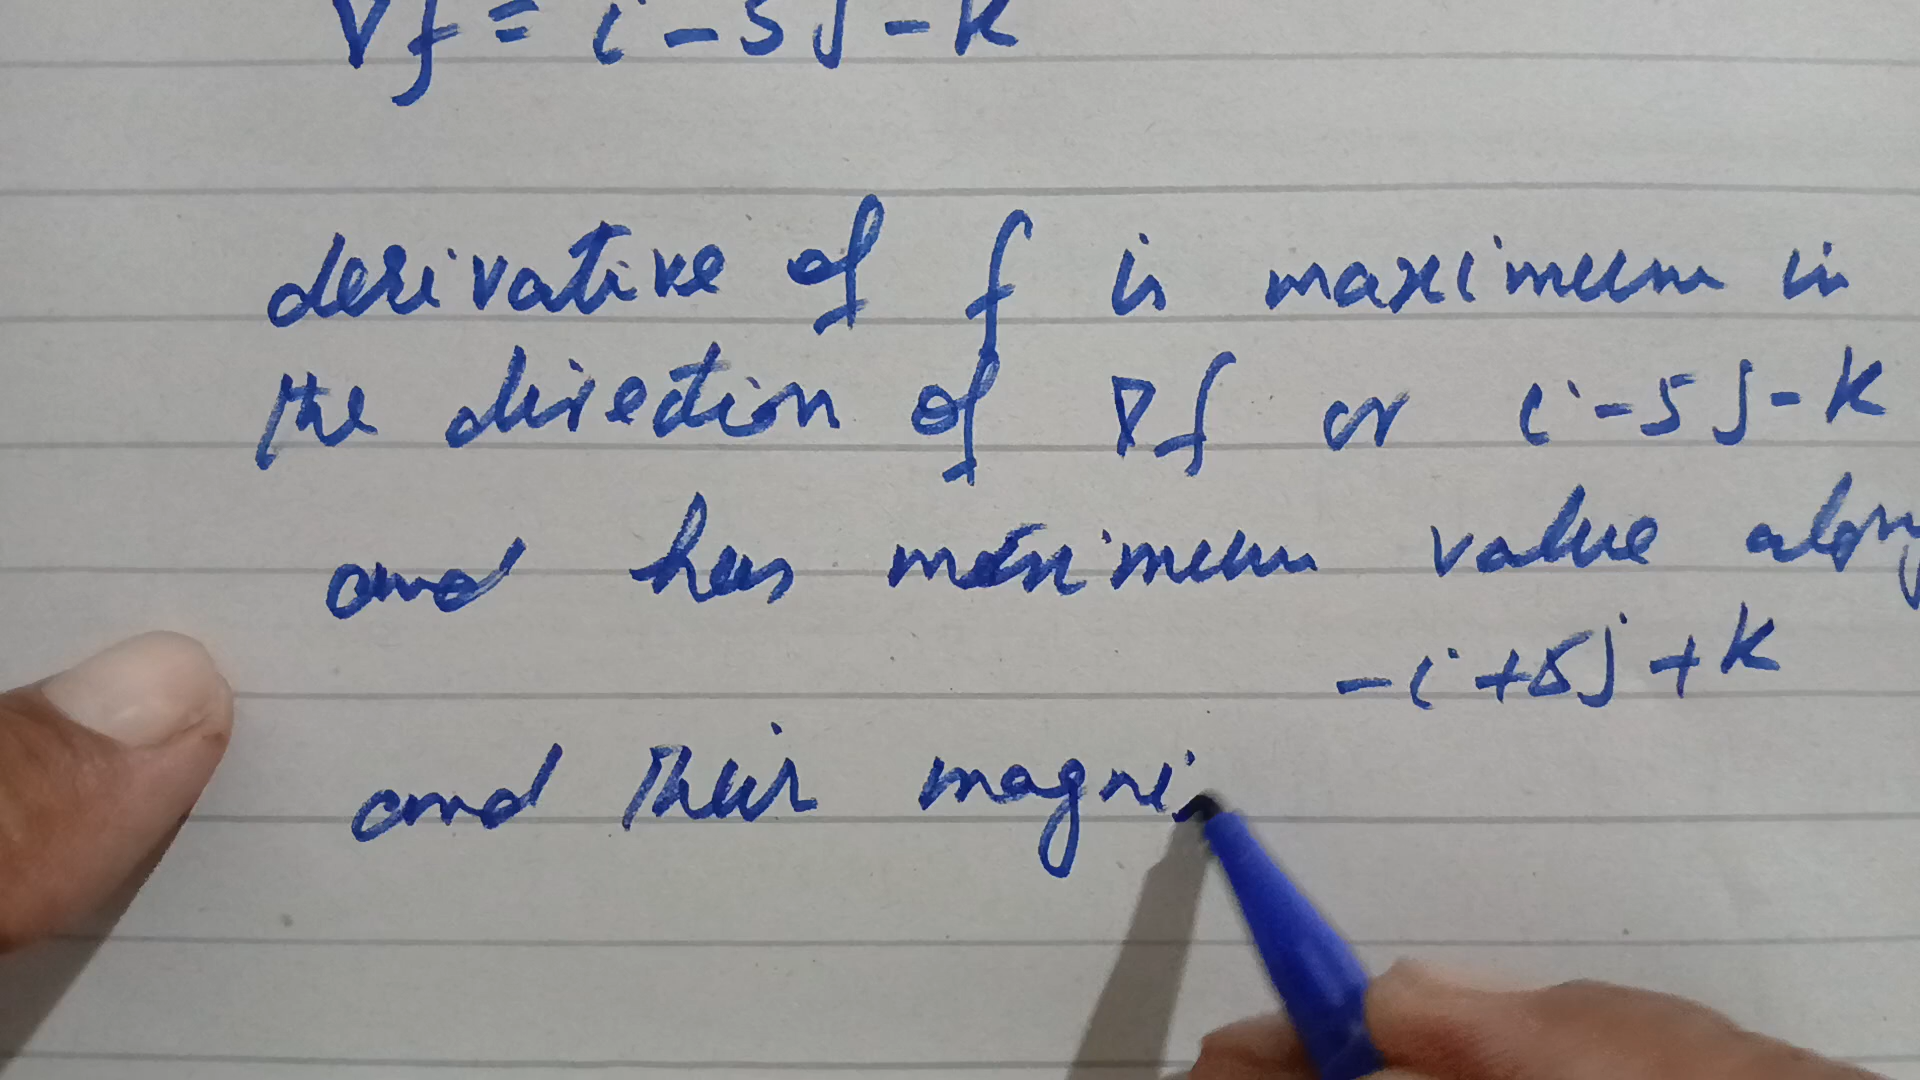 ∇f = i - 5j - k
derivative of f is maximum in
the direction of ∇f or i - 5j - k
and has maximum value along
-i + 5j + k
and their magni